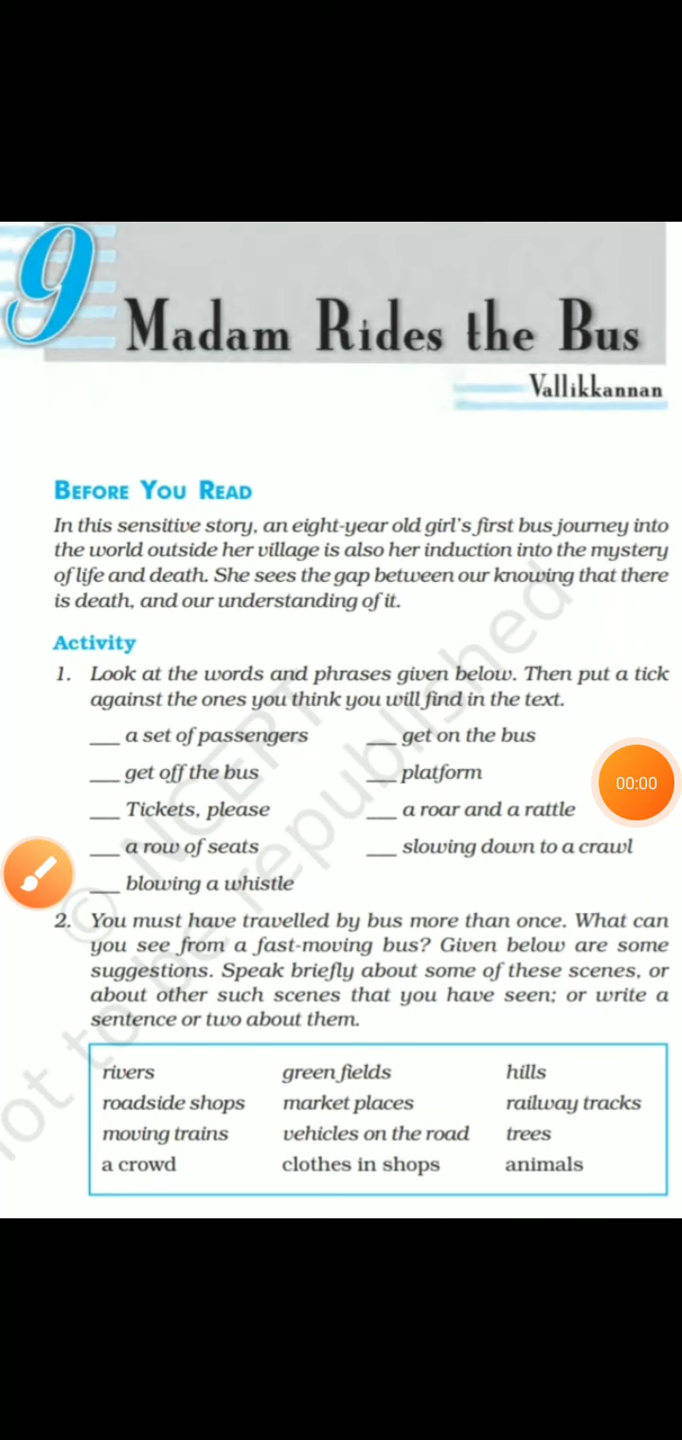 9
Madam Rides the Bus
Vallikkannan
BEFORE YOU READ
In this sensitive story, an eight-year old girl's first bus journey into
the world outside her village is also her induction into the mystery
of life and death. She sees the gap between our knowing that there
is death, and our understanding of it.
Activity
1. Look at the words and phrases given below. Then put a tick
against the ones you think you will find in the text.
___ a set of passengers ___ get on the bus
___ get off the bus ___ platform
___ Tickets, please ___ a roar and a rattle
___ a row of seats ___ slowing down to a crawl
___ blowing a whistle
2. You must have travelled by bus more than once. What can
you see from a fast-moving bus? Given below are some
suggestions. Speak briefly about some of these scenes, or
about other such scenes that you have seen; or write a
sentence or two about them.
rivers green fields hills
roadside shops market places railway tracks
moving trains vehicles on the road trees
a crowd clothes in shops animals
00:00
© NCERT
not to be republished